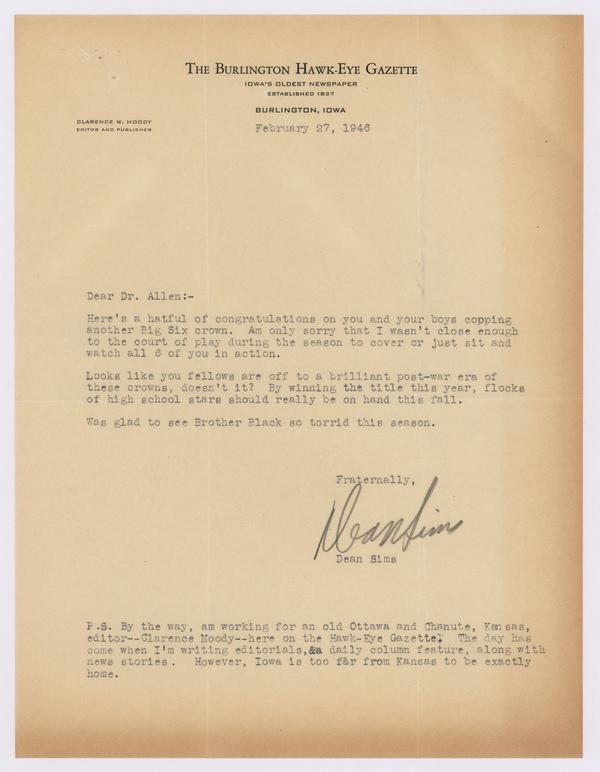 THE BURLINGTON HAWK-EYE GAZETTE
IOWA'S OLDEST NEWSPAPER
ESTABLISHED 1837
BURLINGTON, IOWA
CLARENCE W. MOODY
EDITOR AND PUBLISHER
February 27, 1946
Dear Dr. Allen:-
Here's a hatful of congratulations on you and your boys copping
another Big Six crown. Am only sorry that I wasn't close enough
to the court of play during the season to cover or just sit and
watch all 6 of you in action.
Looks like you fellows are off to a brilliant post-war era of
these crowns, doesn't it? By winning the title this year, flocks
of high school stars should really be on hand this fall.
Was glad to see Brother Black so torrid this season.
Fraternally,
Dean Sims
Dean Sims
P.S. By the way, am working for an old Ottawa and Chanute, Kansas,
editor--Clarence Moody--here on the Hawk-Eye Gazette. The day has
come when I'm writing editorials,&a daily column feature, along with
news stories. However, Iowa is too far from Kansas to be exactly
home.